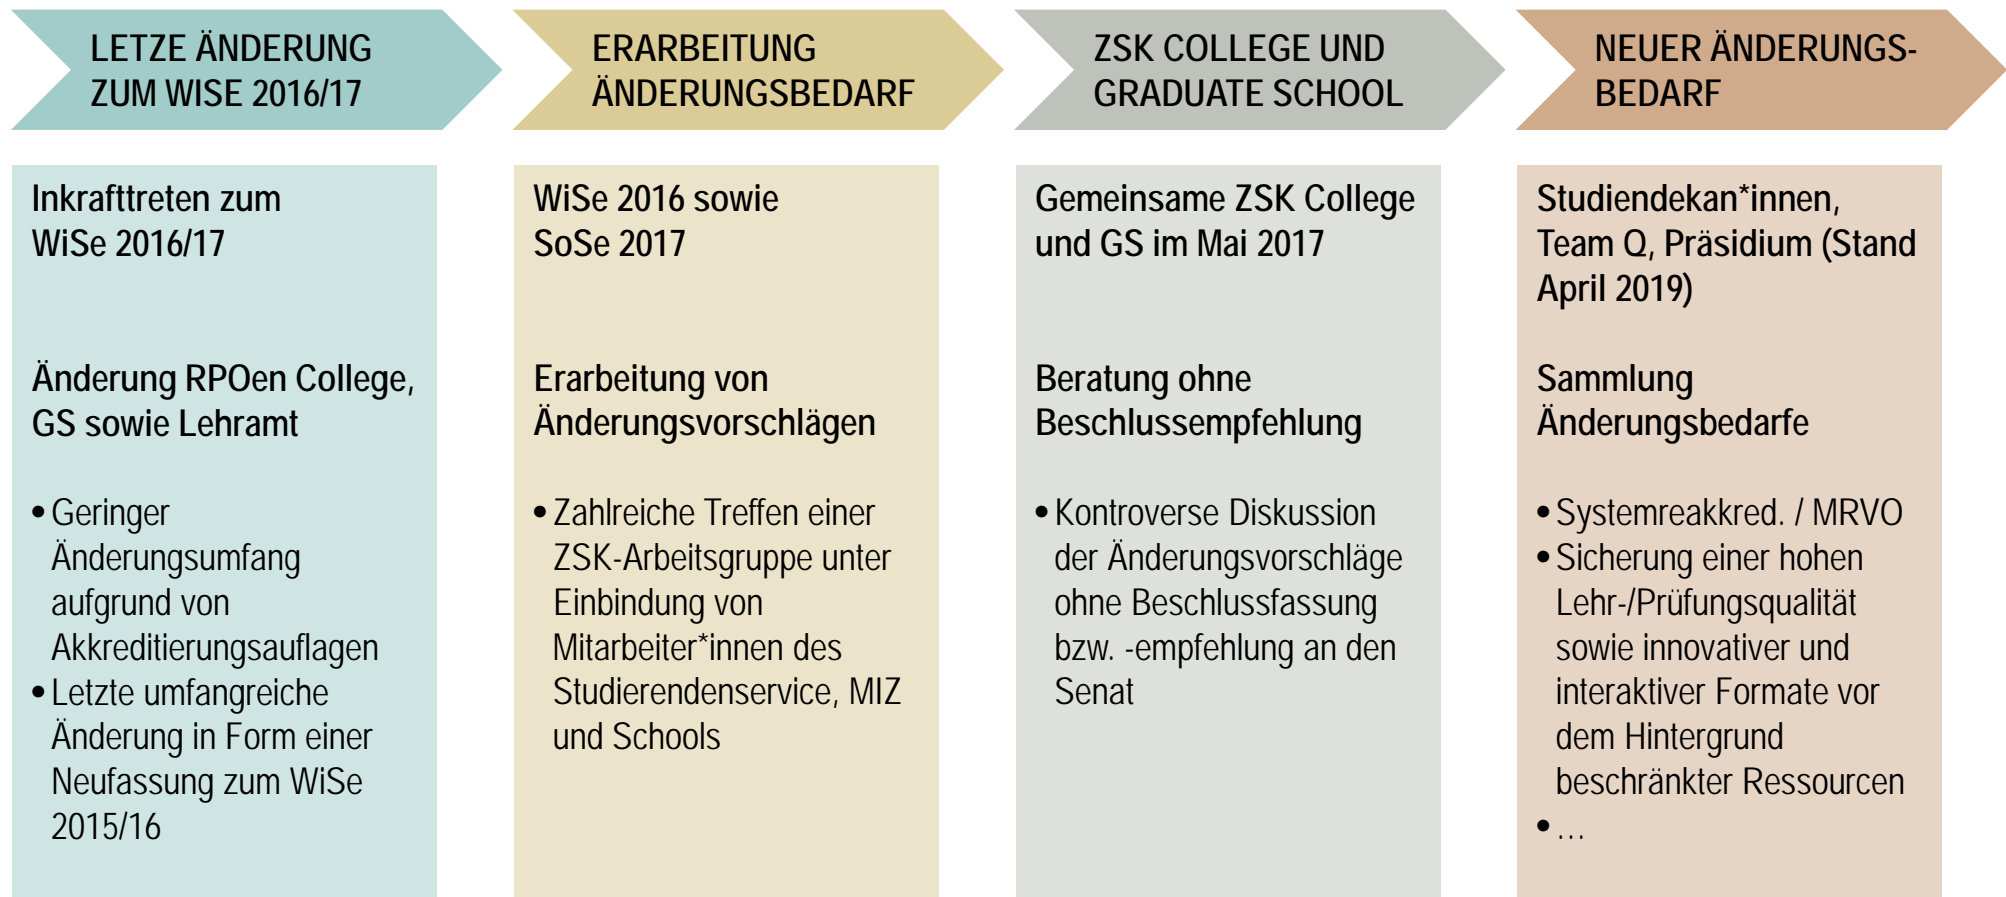 LETZE ÄNDERUNG
ZUM WISE 2016/17
Inkrafttreten zum
WiSe 2016/17
Änderung RPOen College,
GS sowie Lehramt
• Geringer
Änderungsumfang
aufgrund von
Akkreditierungsauflagen
• Letzte umfangreiche
Änderung in Form einer
Neufassung zum WiSe
2015/16
ERARBEITUNG
ÄNDERUNGSBEDARF
WiSe 2016 sowie
SoSe 2017
Erarbeitung von
Änderungsvorschlägen
• Zahlreiche Treffen einer
ZSK-Arbeitsgruppe unter
Einbindung von
Mitarbeiter*innen des
Studierendenservice, MIZ
und Schools
ZSK COLLEGE UND
GRADUATE SCHOOL
Gemeinsame ZSK College
und GS im Mai 2017
Beratung ohne
Beschlussempfehlung
• Kontroverse Diskussion
der Änderungsvorschläge
ohne Beschlussfassung
bzw. -empfehlung an den
Senat
NEUER ÄNDERUNGS-
BEDARF
Studiendekan*innen,
Team Q, Präsidium (Stand
April 2019)
Sammlung
Änderungsbedarfe
• Systemreakkred. / MRVO
• Sicherung einer hohen
Lehr-/Prüfungsqualität
sowie innovativer und
interaktiver Formate vor
dem Hintergrund
beschränkter Ressourcen
• …